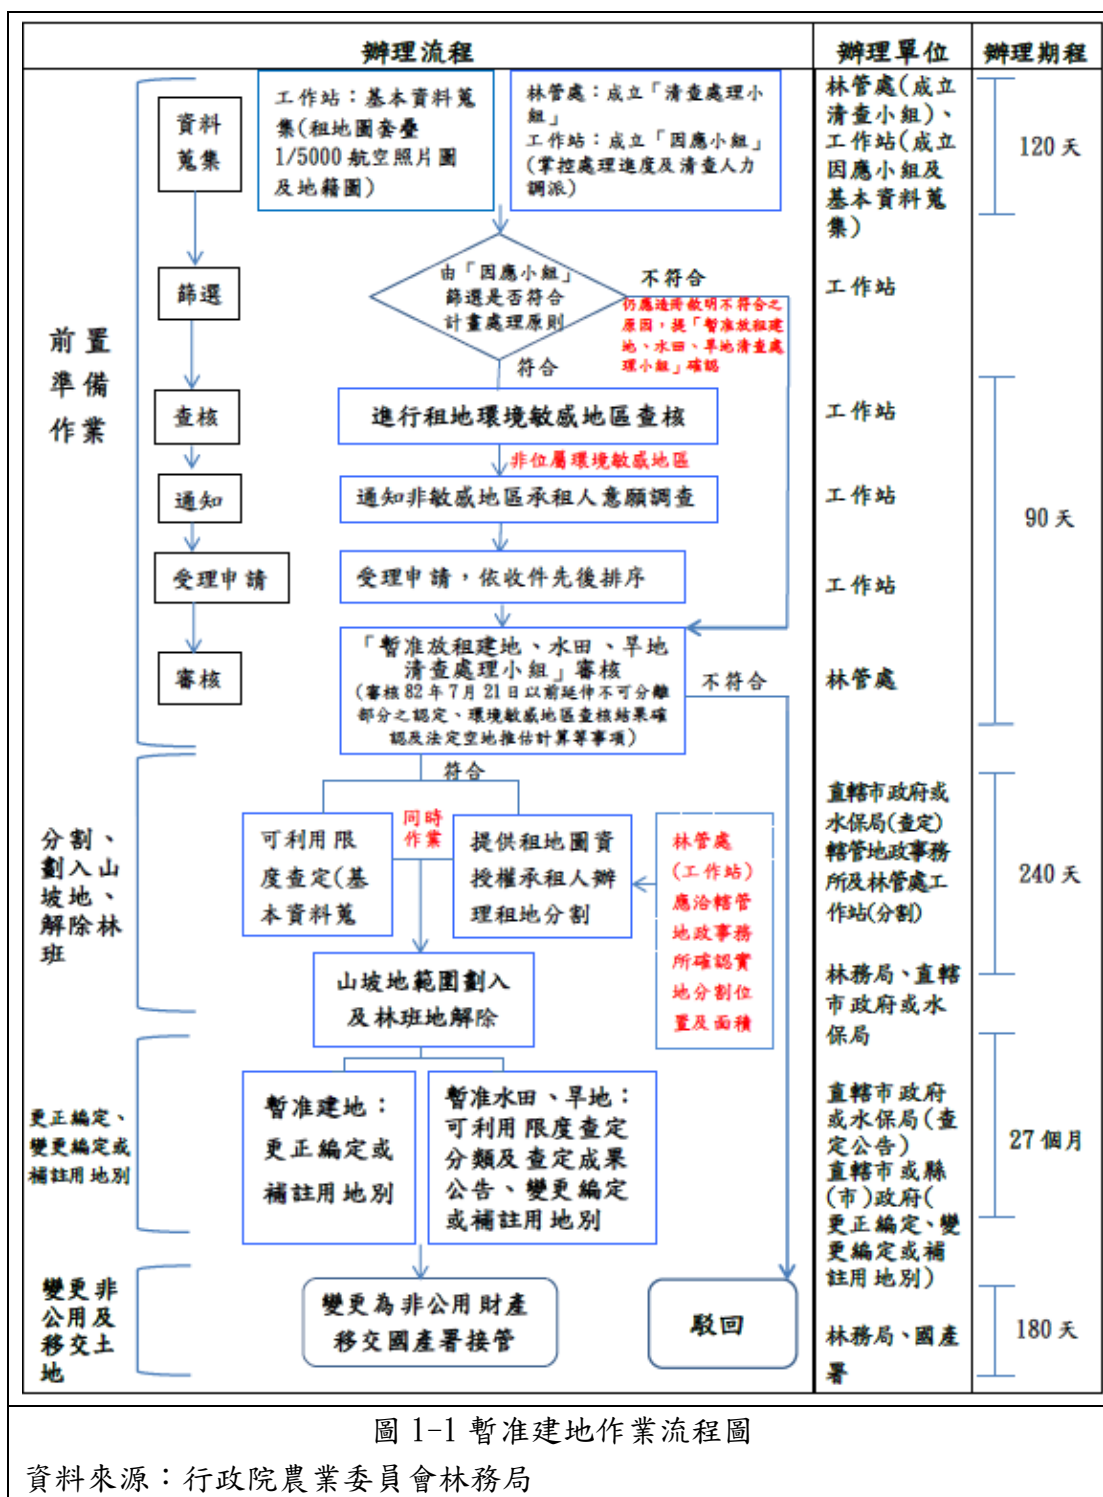 辦理流程
辦理單位
辦理期程
前置
準備
作業
資料
蒐集
篩選
查核
通知
受理申請
審核
工作站：基本資料蒐
集(租地圖套疊
1/5000 航空照片圖
及地籍圖)
林管處：成立「清查處理小
組」
工作站：成立「因應小組」
(掌控處理進度及清查人力
調派)
由「因應小組」
篩選是否符合
計畫處理原則
不符合
仍應造冊敘明不符合之
原因，提「暫准放租建
地、水田、旱地清查處
理小組」確認
符合
進行租地環境敏感地區查核
非位屬環境敏感地區
通知非敏感地區承租人意願調查
受理申請，依收件先後排序
「暫准放租建地、水田、旱地
清查處理小組」審核
(審核 82 年 7 月 21 日以前延伸不可分離
部分之認定、環境敏感地區查核結果確
認及法定空地推估計算等事項)
不符合
符合
林管處(成立
清查小組)、
工作站(成立
因應小組及
基本資料蒐
集)
工作站
工作站
工作站
工作站
林管處
120 天
90 天
分割、
劃入山
坡地、
解除林
班
可利用限
度查定(基
本資料蒐
同時
作業
提供租地圖資
授權承租人辦
理租地分割
林管處
(工作站)
應洽轄管
地政事務
所確認實
地分割位
置及面積
山坡地範圍劃入
及林班地解除
直轄市政府或
水保局(查定)
轄管地政事務
所及林管處工
作站(分割)
林務局、直轄
市政府或水
保局
240 天
更正編定、
變更編定或
補註用地別
暫准建地：
更正編定或
補註用地別
暫准水田、旱地：
可利用限度查定
分類及查定成果
公告、變更編定
或補註用地別
直轄市政府
或水保局(查
定公告)
直轄市或縣
(市)政府(
更正編定、變
更編定或補
註用地別)
27 個月
變更非
公用及
移交土
地
變更為非公用財產
移交國產署接管
駁回
林務局、國產
署
180 天
圖 1-1 暫准建地作業流程圖
資料來源：行政院農業委員會林務局